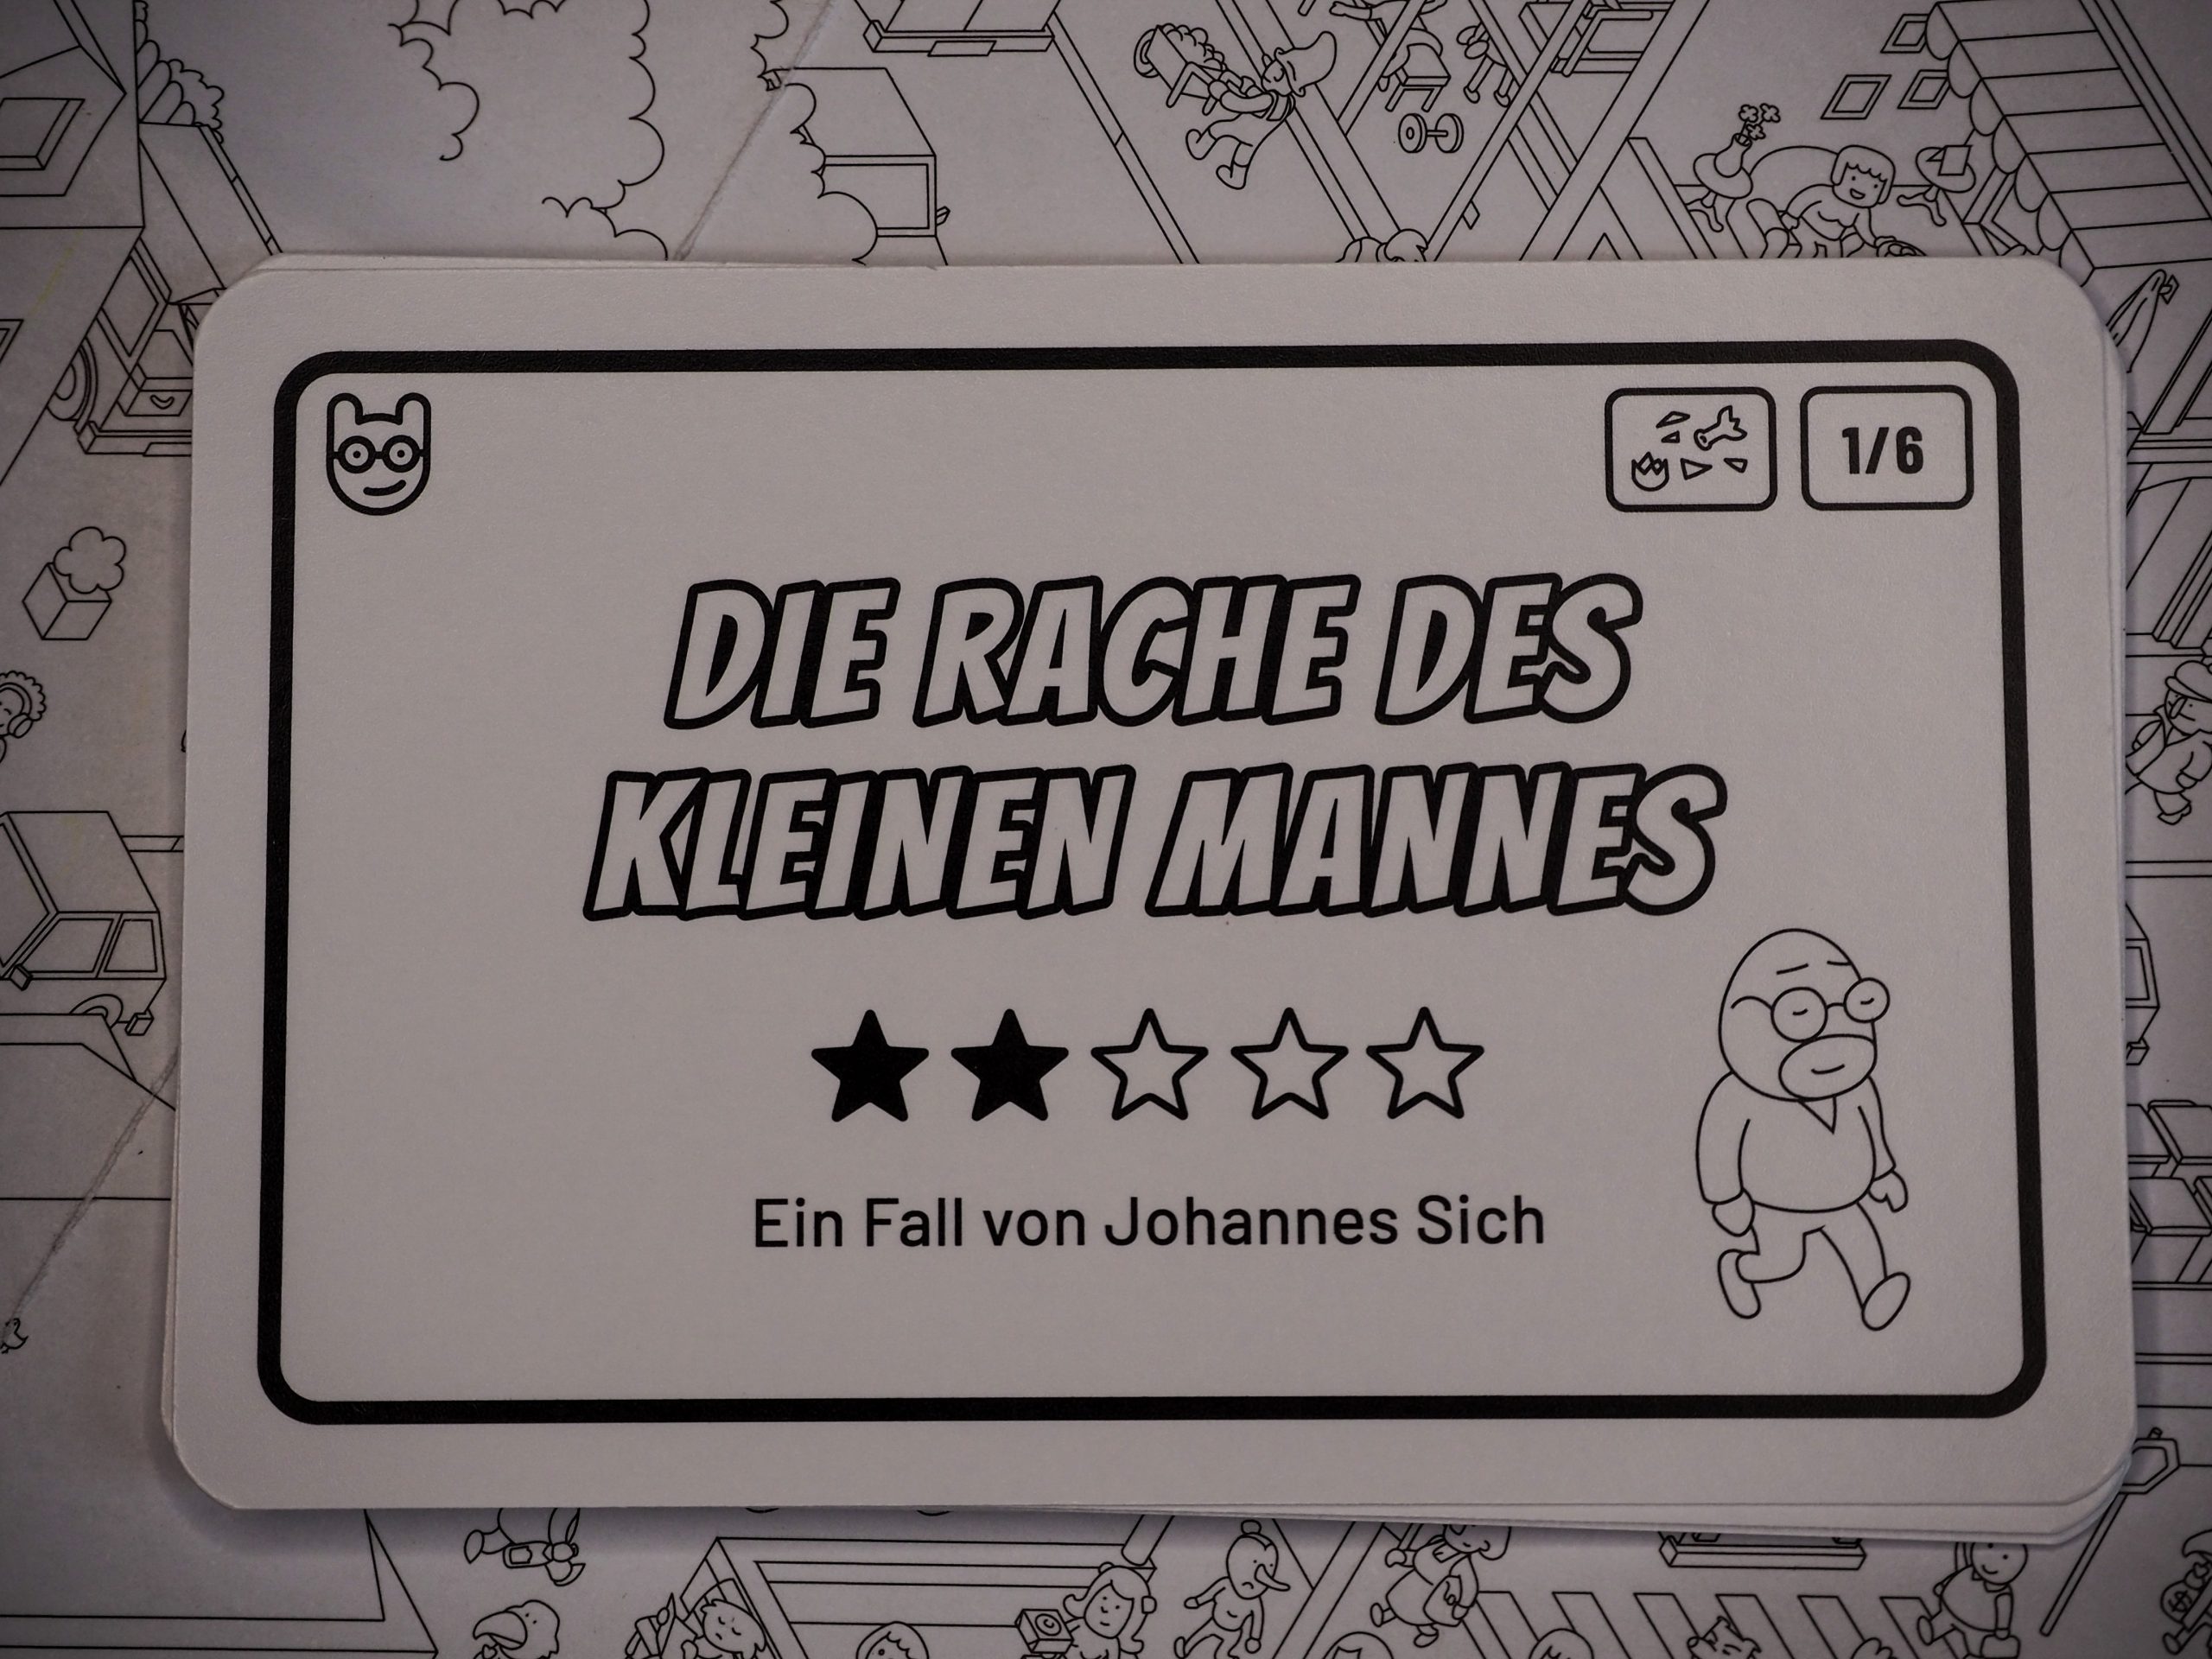 1/6
DIE RACHE DES
KLEINEN MANNES
Ein Fall von Johannes Sich